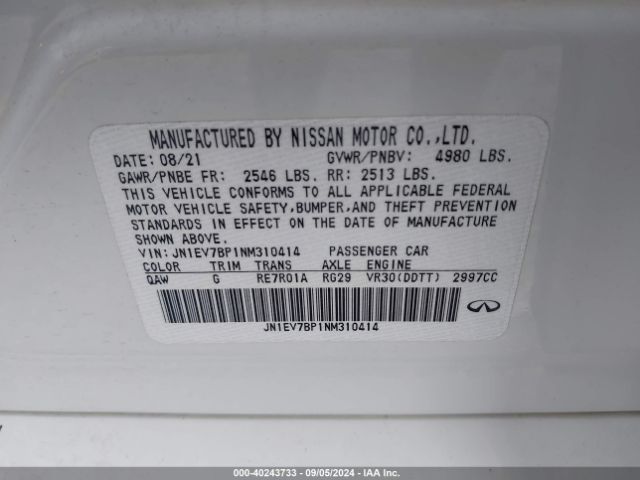 MANUFACTURED BY NISSAN MOTOR CO.,LTD.
DATE: 08/21 GVWR/PNBV: 4980 LBS.
GAWR/PNBE FR: 2546 LBS. RR: 2513 LBS.
THIS VEHICLE CONFORMS TO ALL APPLICABLE FEDERAL
MOTOR VEHICLE SAFETY,BUMPER,AND THEFT PREVENTION
STANDARDS IN EFFECT ON THE DATE OF MANUFACTURE
SHOWN ABOVE.
VIN: JN1EV7BP1NM310414 PASSENGER CAR
COLOR TRIM TRANS AXLE ENGINE
QAW G RE7R01A RG29 VR30(DDTT) 2997CC
JN1EV7BP1NM310414
000-40243733 - 09/05/2024 - IAA Inc.